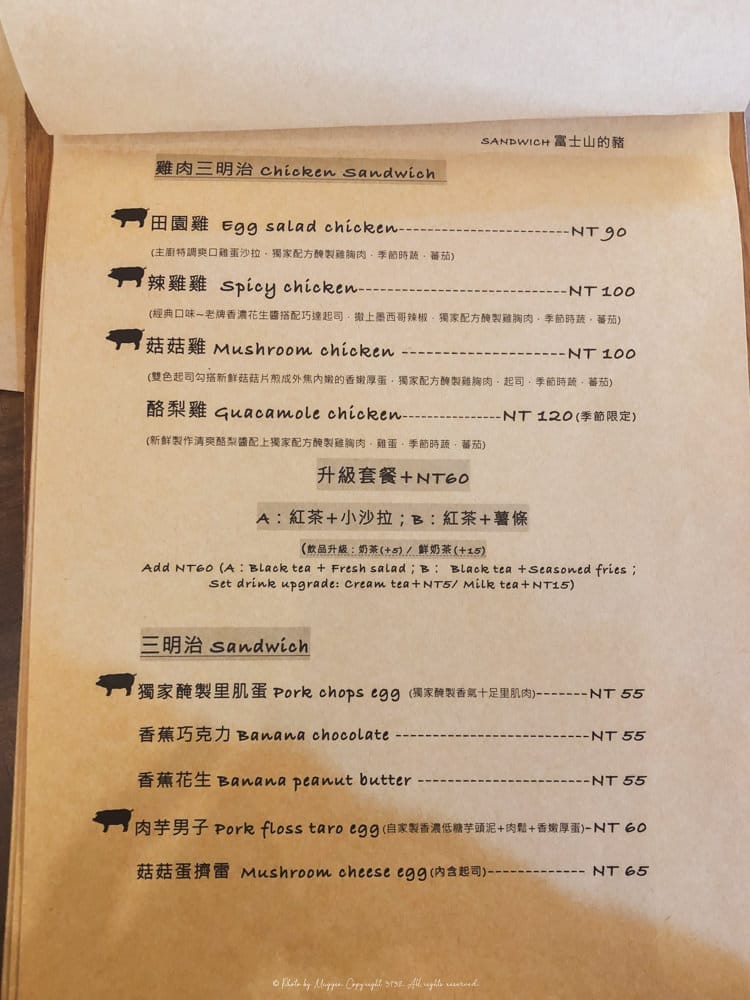 SANDWICH 富士山的豬
雞肉三明治 Chicken Sandwich
田園雞 Egg salad chicken-------------------------NT 90
(主廚特調爽口雞蛋沙拉．獨家配方醃製雞胸肉．季節時蔬．蕃茄)
辣雞雞 Spicy chicken-------------------------------NT 100
(經典口味~老牌香濃花生醬搭配巧達起司．撒上墨西哥辣椒．獨家配方醃製雞胸肉．季節時蔬．蕃茄)
菇菇雞 Mushroom chicken ------------------------NT 100
(雙色起司勾搭新鮮菇菇片煎成外焦內嫩的香嫩厚蛋．獨家配方醃製雞胸肉．起司．季節時蔬．蕃茄)
酪梨雞 Guacamole chicken---------------NT 120(季節限定)
(新鮮製作清爽酪梨醬配上獨家配方醃製雞胸肉．雞蛋．季節時蔬．蕃茄)
升級套餐+NT60
A：紅茶+小沙拉；B：紅茶+薯條
(飲品升級：奶茶(+5) / 鮮奶茶(+15)
Add NT60 (A：Black tea + Fresh salad；B： Black tea +Seasoned fries；
Set drink upgrade: Cream tea+NT5/ Milk tea+NT15)
三明治 Sandwich
獨家醃製里肌蛋 Pork chops egg (獨家醃製香氣十足里肌肉)-------NT 55
香蕉巧克力 Banana chocolate ---------------------------NT 55
香蕉花生 Banana peanut butter ------------------------NT 55
肉芋男子 Pork floss taro egg(自家製香濃低糖芋頭泥+肉鬆+香嫩厚蛋)-NT 60
菇菇蛋擠雷 Mushroom cheese egg(內含起司)-------------- NT 65
© Photo by Maggie. Copyright 3732. All rights reserved.